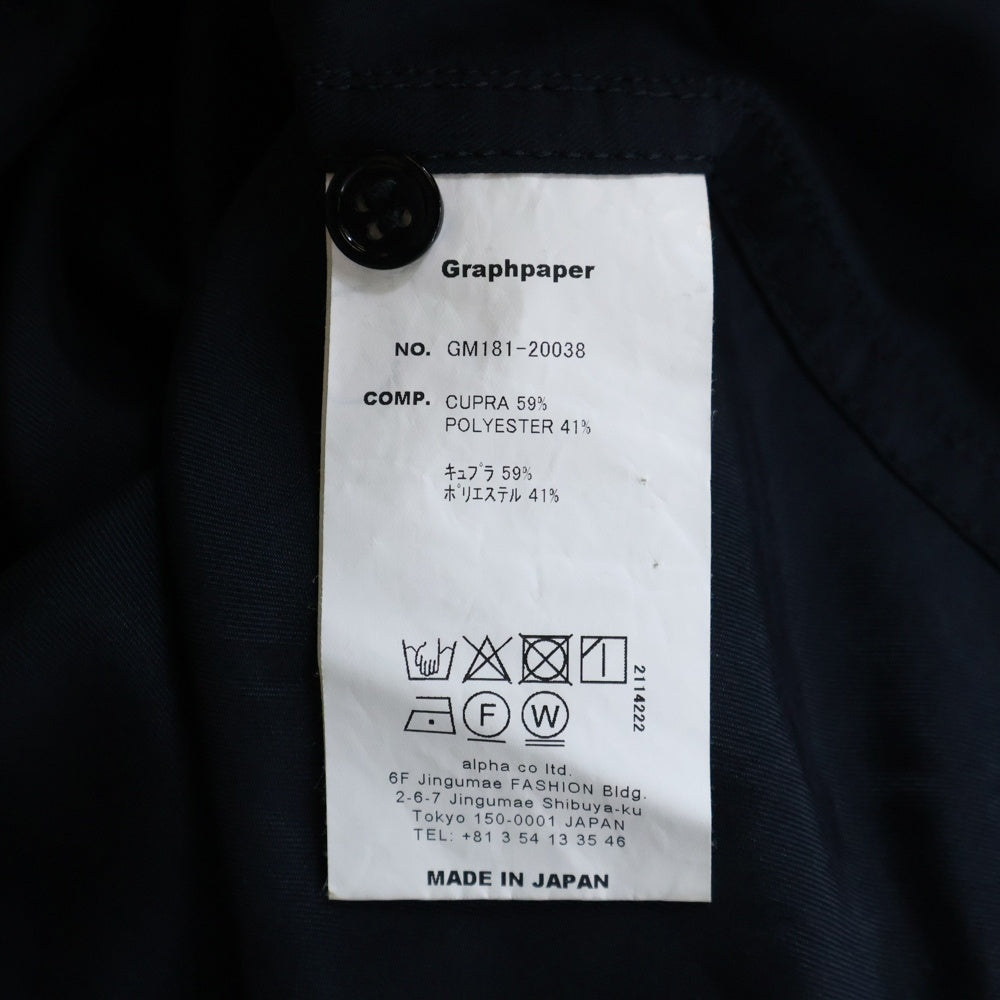 Graphpaper
NO. GM181-20038
COMP. CUPRA 59%
POLYESTER 41%
ｷｭﾌﾟﾗ 59%
ﾎﾟﾘｴｽﾃﾙ 41%
2114222
F W
alpha co ltd.
6F Jingumae FASHION Bldg.
2-6-7 Jingumae Shibuya-ku
Tokyo 150-0001 JAPAN
TEL: +81 3 54 13 35 46
MADE IN JAPAN